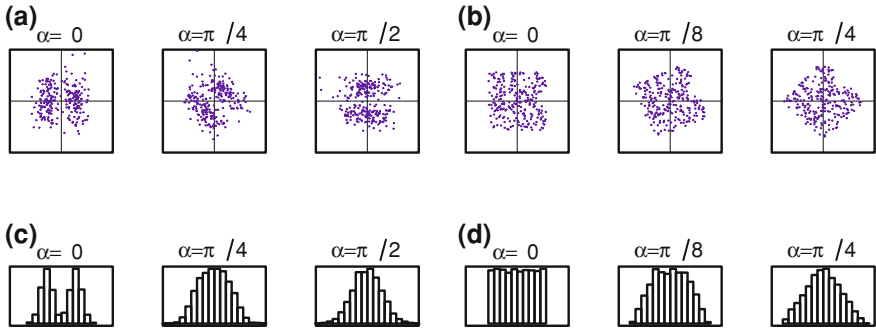 (a) (b)
α= 0 α=π /4 α=π /2 α= 0 α=π /8 α=π /4
(c) (d)
α= 0 α=π /4 α=π /2 α= 0 α=π /8 α=π /4